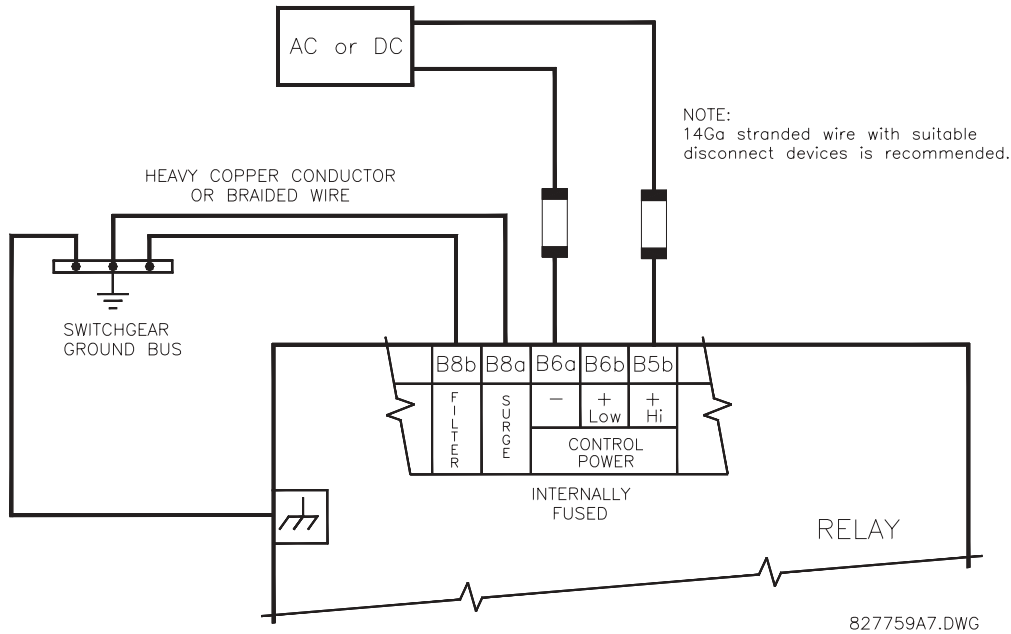 AC or DC
NOTE:
14Ga stranded wire with suitable
disconnect devices is recommended.
HEAVY COPPER CONDUCTOR
OR BRAIDED WIRE
SWITCHGEAR
GROUND BUS
B8b B8a B6a B6b B5b
FILTER
SURGE
−
+
Low
+
Hi
CONTROL
POWER
INTERNALLY
FUSED
RELAY
827759A7.DWG